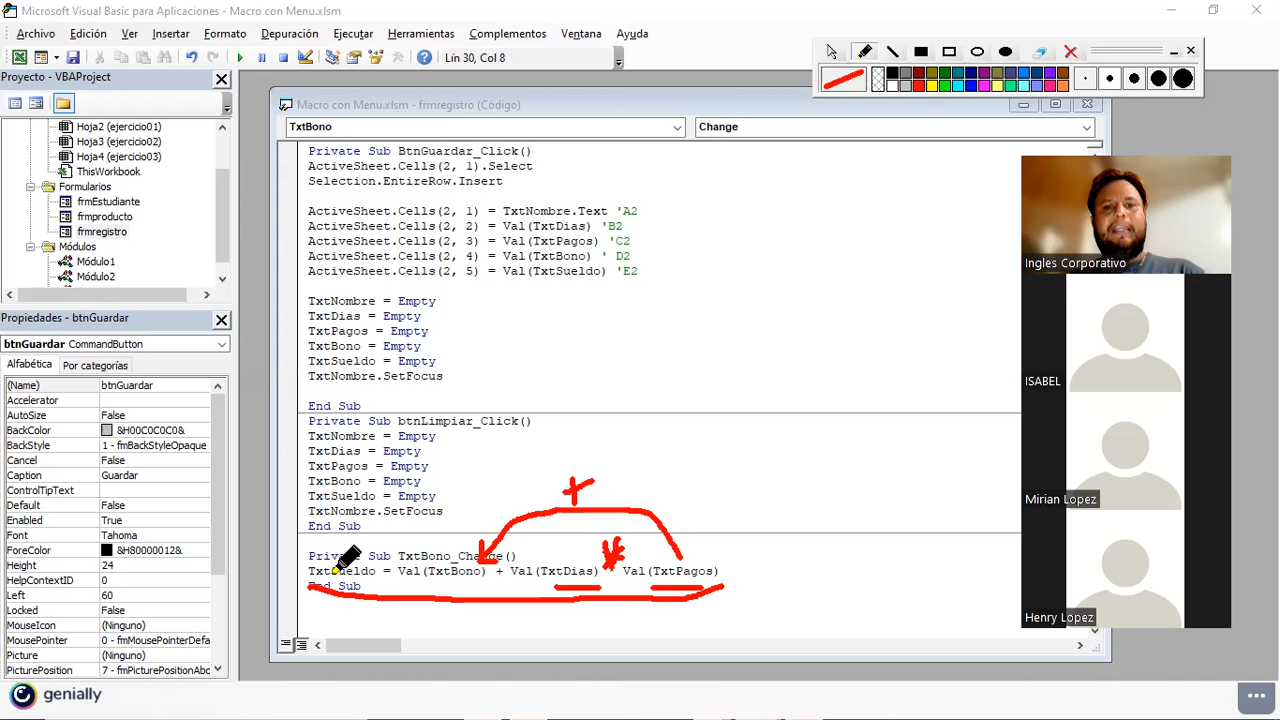 Microsoft Visual Basic para Aplicaciones - Macro con Menu.xlsm
Archivo Edición Ver Insertar Formato Depuración Ejecutar Herramientas Complementos Ventana Ayuda
Lín 30, Col 8
Proyecto - VBAProject
Hoja2 (ejercicio01)
Hoja3 (ejercicio02)
Hoja4 (ejercicio03)
ThisWorkbook
Formularios
frmEstudiante
frmproducto
frmregistro
Módulos
Módulo1
Módulo2
Propiedades - btnGuardar
btnGuardar CommandButton
Alfabética Por categorías
(Name) btnGuardar
Accelerator
AutoSize False
BackColor &H00C0C0C0&
BackStyle 1 - fmBackStyleOpaque
Cancel False
Caption Guardar
ControlTipText
Default False
Enabled True
Font Tahoma
ForeColor &H80000012&
Height 24
HelpContextID 0
Left 60
Locked False
MouseIcon (Ninguno)
MousePointer 0 - fmMousePointerDefa
Picture (Ninguno)
PicturePosition 7 - fmPicturePositionAbo
Macro con Menu.xlsm - frmregistro (Código)
TxtBono Change
Private Sub BtnGuardar_Click()
ActiveSheet.Cells(2, 1).Select
Selection.EntireRow.Insert
ActiveSheet.Cells(2, 1) = TxtNombre.Text 'A2
ActiveSheet.Cells(2, 2) = Val(TxtDias) 'B2
ActiveSheet.Cells(2, 3) = Val(TxtPagos) 'C2
ActiveSheet.Cells(2, 4) = Val(TxtBono) ' D2
ActiveSheet.Cells(2, 5) = Val(TxtSueldo) 'E2
TxtNombre = Empty
TxtDias = Empty
TxtPagos = Empty
TxtBono = Empty
TxtSueldo = Empty
TxtNombre.SetFocus
End Sub
Private Sub btnLimpiar_Click()
TxtNombre = Empty
TxtDias = Empty
TxtPagos = Empty
TxtBono = Empty
TxtSueldo = Empty
TxtNombre.SetFocus
End Sub
+
Private Sub TxtBono_Change()
TxtSueldo = Val(TxtBono) + Val(TxtDias) * Val(TxtPagos)
End Sub
Ingles Corporativo
ISABEL
Mirian Lopez
Henry Lopez
genially